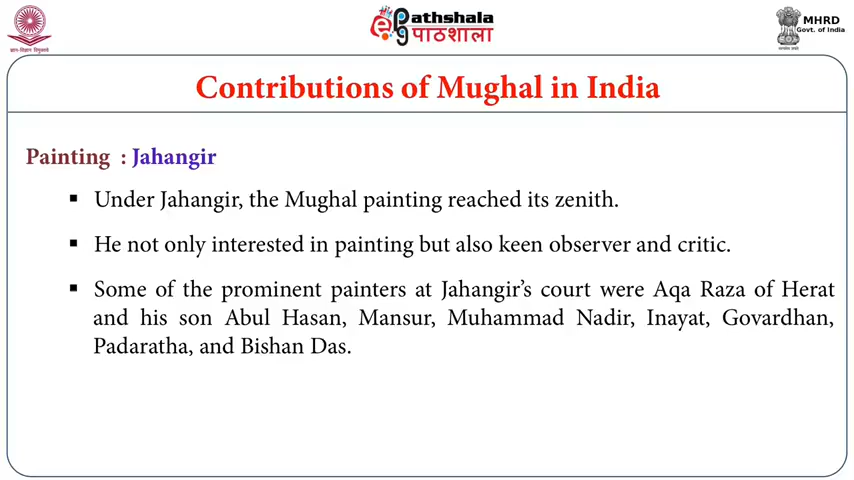 ज्ञान-विज्ञान विमुक्तये
ePG Pathshala
पाठशाला
MHRD
Govt. of India
Contributions of Mughal in India
Painting : Jahangir
▪ Under Jahangir, the Mughal painting reached its zenith.
▪ He not only interested in painting but also keen observer and critic.
▪ Some of the prominent painters at Jahangir's court were Aqa Raza of Herat
and his son Abul Hasan, Mansur, Muhammad Nadir, Inayat, Govardhan,
Padaratha, and Bishan Das.